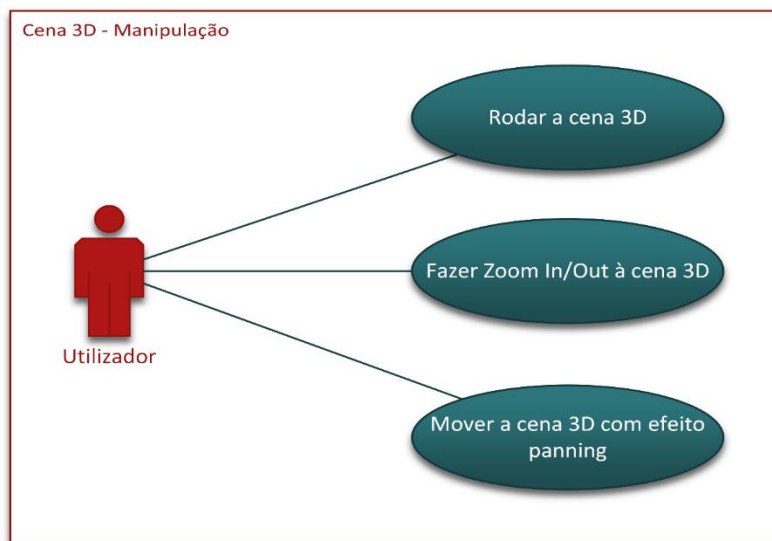 Cena 3D - Manipulação
Rodar a cena 3D
Fazer Zoom In/Out à cena 3D
Utilizador
Mover a cena 3D com efeito
panning